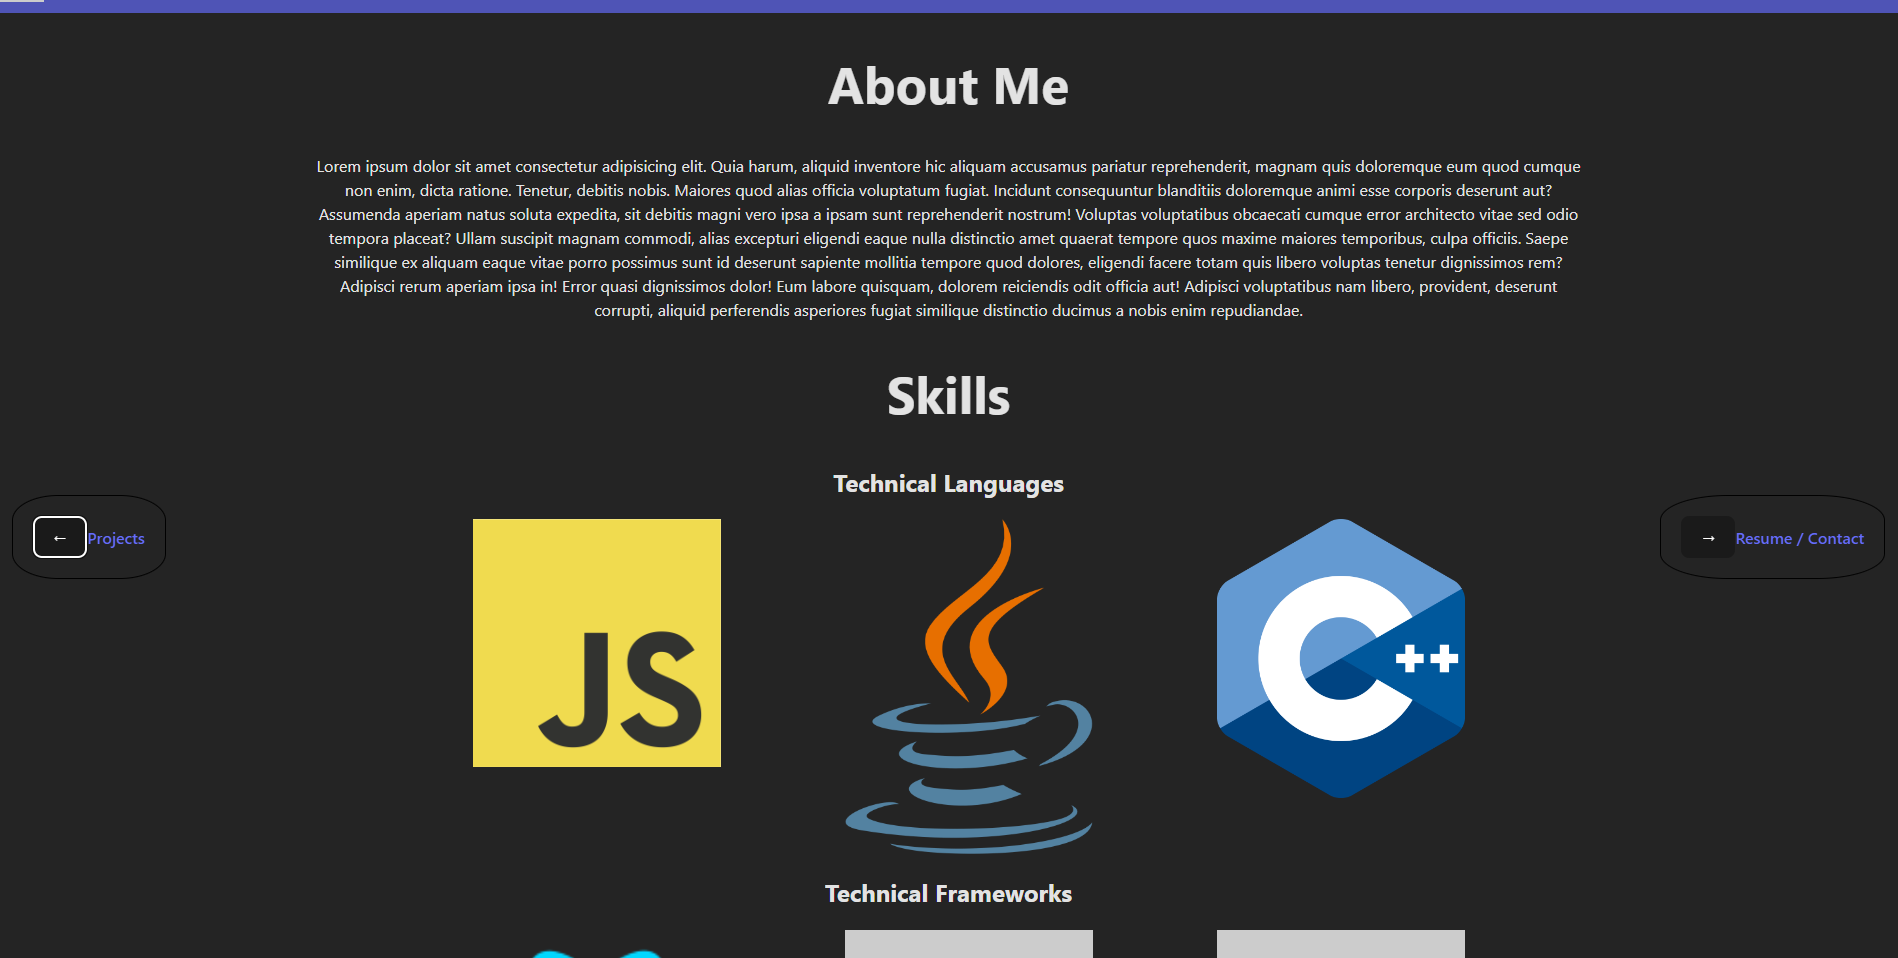 About Me
Lorem ipsum dolor sit amet consectetur adipisicing elit. Quia harum, aliquid inventore hic aliquam accusamus pariatur reprehenderit, magnam quis doloremque eum quod cumque
non enim, dicta ratione. Tenetur, debitis nobis. Maiores quod alias officia voluptatum fugiat. Incidunt consequuntur blanditiis doloremque animi esse corporis deserunt aut?
Assumenda aperiam natus soluta expedita, sit debitis magni vero ipsa a ipsam sunt reprehenderit nostrum! Voluptas voluptatibus obcaecati cumque error architecto vitae sed odio
tempora placeat? Ullam suscipit magnam commodi, alias excepturi eligendi eaque nulla distinctio amet quaerat tempore quos maxime maiores temporibus, culpa officiis. Saepe
similique ex aliquam eaque vitae porro possimus sunt id deserunt sapiente mollitia tempore quod dolores, eligendi facere totam quis libero voluptas tenetur dignissimos rem?
Adipisci rerum aperiam ipsa in! Error quasi dignissimos dolor! Eum labore quisquam, dolorem reiciendis odit officia aut! Adipisci voluptatibus nam libero, provident, deserunt
corrupti, aliquid perferendis asperiores fugiat similique distinctio ducimus a nobis enim repudiandae.
Skills
Technical Languages
← Projects
→ Resume / Contact
JS
C++
Technical Frameworks